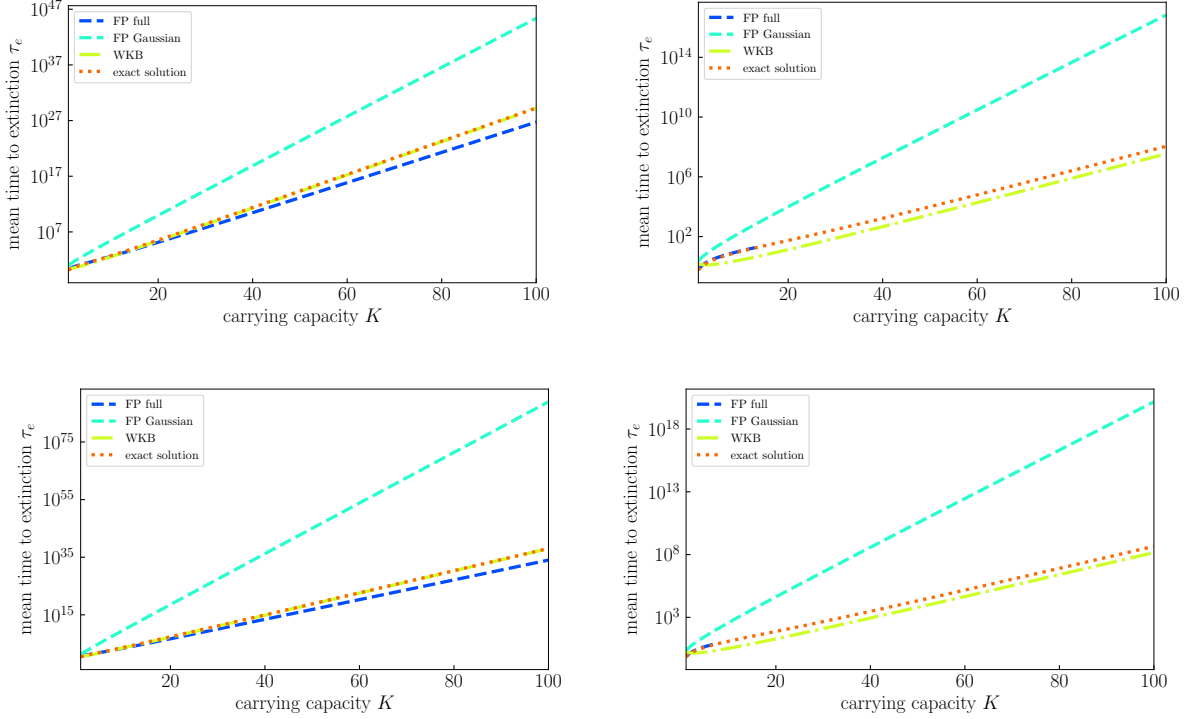 10^47
10^37
10^27
10^17
10^7
mean time to extinction τ_e
FP full
FP Gaussian
WKB
exact solution
20
40
60
80
100
carrying capacity K
10^14
10^10
10^6
10^2
mean time to extinction τ_e
FP full
FP Gaussian
WKB
exact solution
20
40
60
80
100
carrying capacity K
10^75
10^55
10^35
10^15
mean time to extinction τ_e
FP full
FP Gaussian
WKB
exact solution
20
40
60
80
100
carrying capacity K
10^18
10^13
10^8
10^3
mean time to extinction τ_e
FP full
FP Gaussian
WKB
exact solution
20
40
60
80
100
carrying capacity K